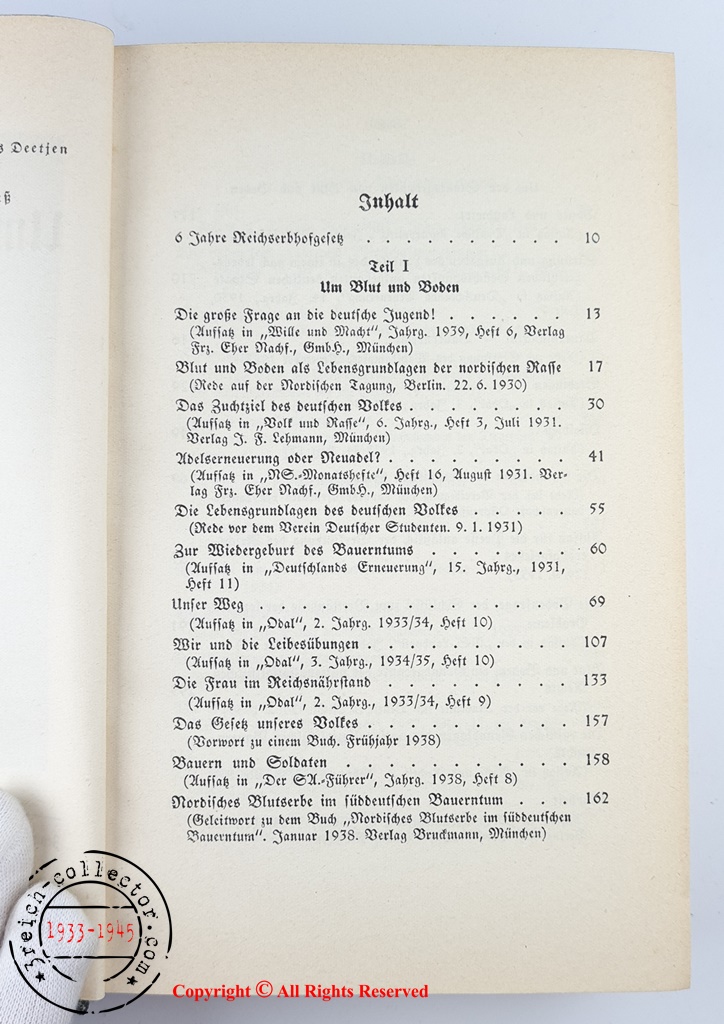 s Deetjen
ß
Inhalt
6 Jahre Reichserbhofgesetz . . . . . . . . . . 10
Teil I
Um Blut und Boden
Die große Frage an die deutsche Jugend! . . . . . . 13
(Aufsatz in „Wille und Macht“, Jahrg. 1939, Heft 6, Verlag
Frz. Eher Nachf., GmbH., München)
Blut und Boden als Lebensgrundlagen der nordischen Rasse 17
(Rede auf der Nordischen Tagung, Berlin. 22. 6. 1930)
Das Zuchtziel des deutschen Volkes . . . . . . . . 30
(Aufsatz in „Volk und Rasse“, 6. Jahrg., Heft 3, Juli 1931.
Verlag J. F. Lehmann, München)
Adelserneuerung oder Neuadel? . . . . . . . . . 41
(Aufsatz in „NS.-Monatshefte“, Heft 16, August 1931. Ver-
lag Frz. Eher Nachf., GmbH., München)
Die Lebensgrundlagen des deutschen Volkes . . . . . 55
(Rede vor dem Verein Deutscher Studenten. 9. 1. 1931)
Zur Wiedergeburt des Bauerntums . . . . . . . 60
(Aufsatz in „Deutschlands Erneuerung“, 15. Jahrg., 1931,
Heft 11)
Unser Weg . . . . . . . . . . . . . . 69
(Aufsatz in „Odal“, 2. Jahrg. 1933/34, Heft 10)
Wir und die Leibesübungen . . . . . . . . . . 107
(Aufsatz in „Odal“, 3. Jahrg., 1934/35, Heft 10)
Die Frau im Reichsnährstand . . . . . . . . . 133
(Aufsatz in „Odal“, 2. Jahrg., 1933/34, Heft 9)
Das Gesetz unseres Volkes . . . . . . . . . . 157
(Vorwort zu einem Buch. Frühjahr 1938)
Bauern und Soldaten . . . . . . . . . . 158
(Aufsatz in „Der SA.-Führer“, Jahrg. 1938, Heft 8)
Nordisches Blutserbe im süddeutschen Bauerntum . . . 162
(Geleitwort zu dem Buch „Nordisches Blutserbe im süddeutschen
Bauerntum“. Januar 1938. Verlag Bruckmann, München)
3reich-collector.com
1933-1945
Copyright © All Rights Reserved